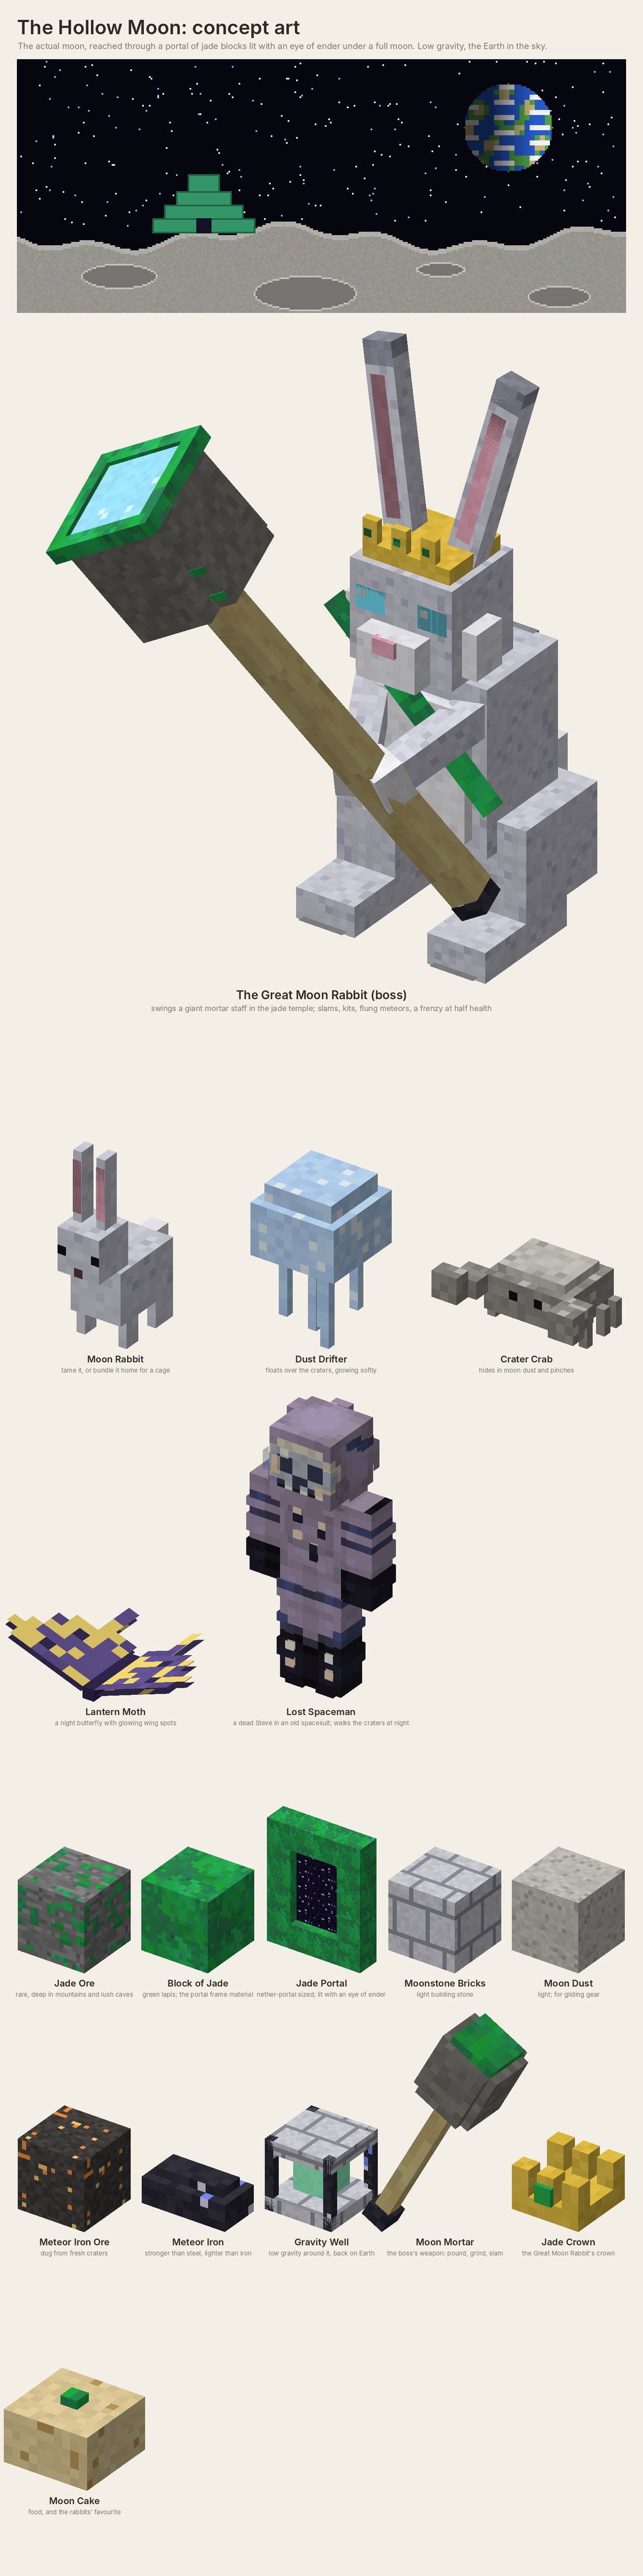 The Hollow Moon: concept art
The actual moon, reached through a portal of jade blocks lit with an eye of ender under a full moon. Low gravity, the Earth in the sky.
The Great Moon Rabbit (boss)
swings a giant mortar staff in the jade temple; slams, kits, flung meteors, a frenzy at half health
Moon Rabbit
tame it, or bundle it home for a cage
Dust Drifter
floats over the craters, glowing softly
Crater Crab
hides in moon dust and pinches
Lantern Moth
a night butterfly with glowing wing spots
Lost Spaceman
a dead Steve in an old spacesuit; walks the craters at night
Jade Ore
rare, deep in mountains and lush caves
Block of Jade
green lapis; the portal frame material
Jade Portal
nether-portal sized; lit with an eye of ender
Moonstone Bricks
light building stone
Moon Dust
light; for gliding gear
Meteor Iron Ore
dug from fresh craters
Meteor Iron
stronger than steel, lighter than iron
Gravity Well
low gravity around it, back on Earth
Moon Mortar
the boss's weapon: pound, grind, slam
Jade Crown
the Great Moon Rabbit's crown
Moon Cake
food, and the rabbits' favourite